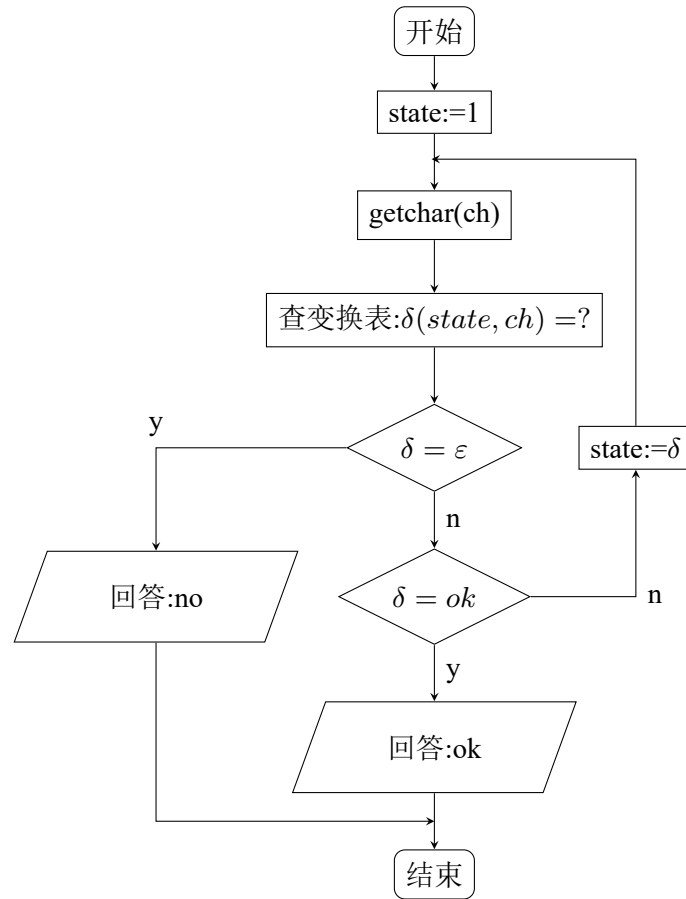 开始
state:=1
getchar(ch)
查变换表:δ(state, ch) =?
y
δ = ε
state:=δ
n
回答:no
δ = ok
n
y
回答:ok
结束